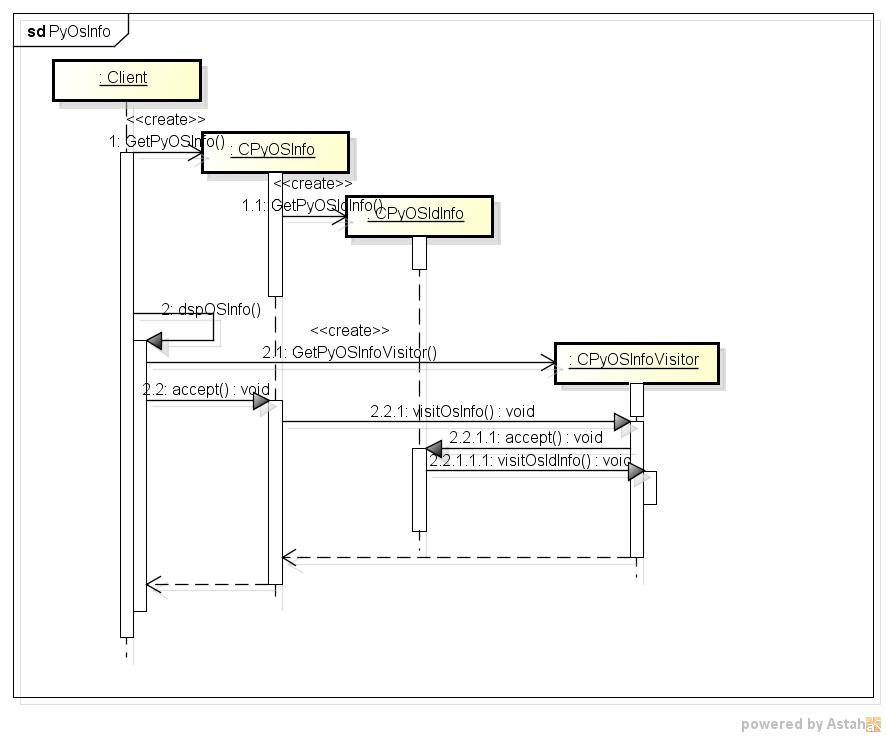 sd PyOsInfo
: Client
<<create>>
1: GetPyOSInfo()
: CPyOSInfo
<<create>>
1.1: GetPyOSIdInfo()
: CPyOSIdInfo
2: dspOSInfo()
<<create>>
2.1: GetPyOSInfoVisitor()
: CPyOSInfoVisitor
2.2: accept() : void
2.2.1: visitOsInfo() : void
2.2.1.1: accept() : void
2.2.1.1.1: visitOsIdInfo() : void
powered by Astah